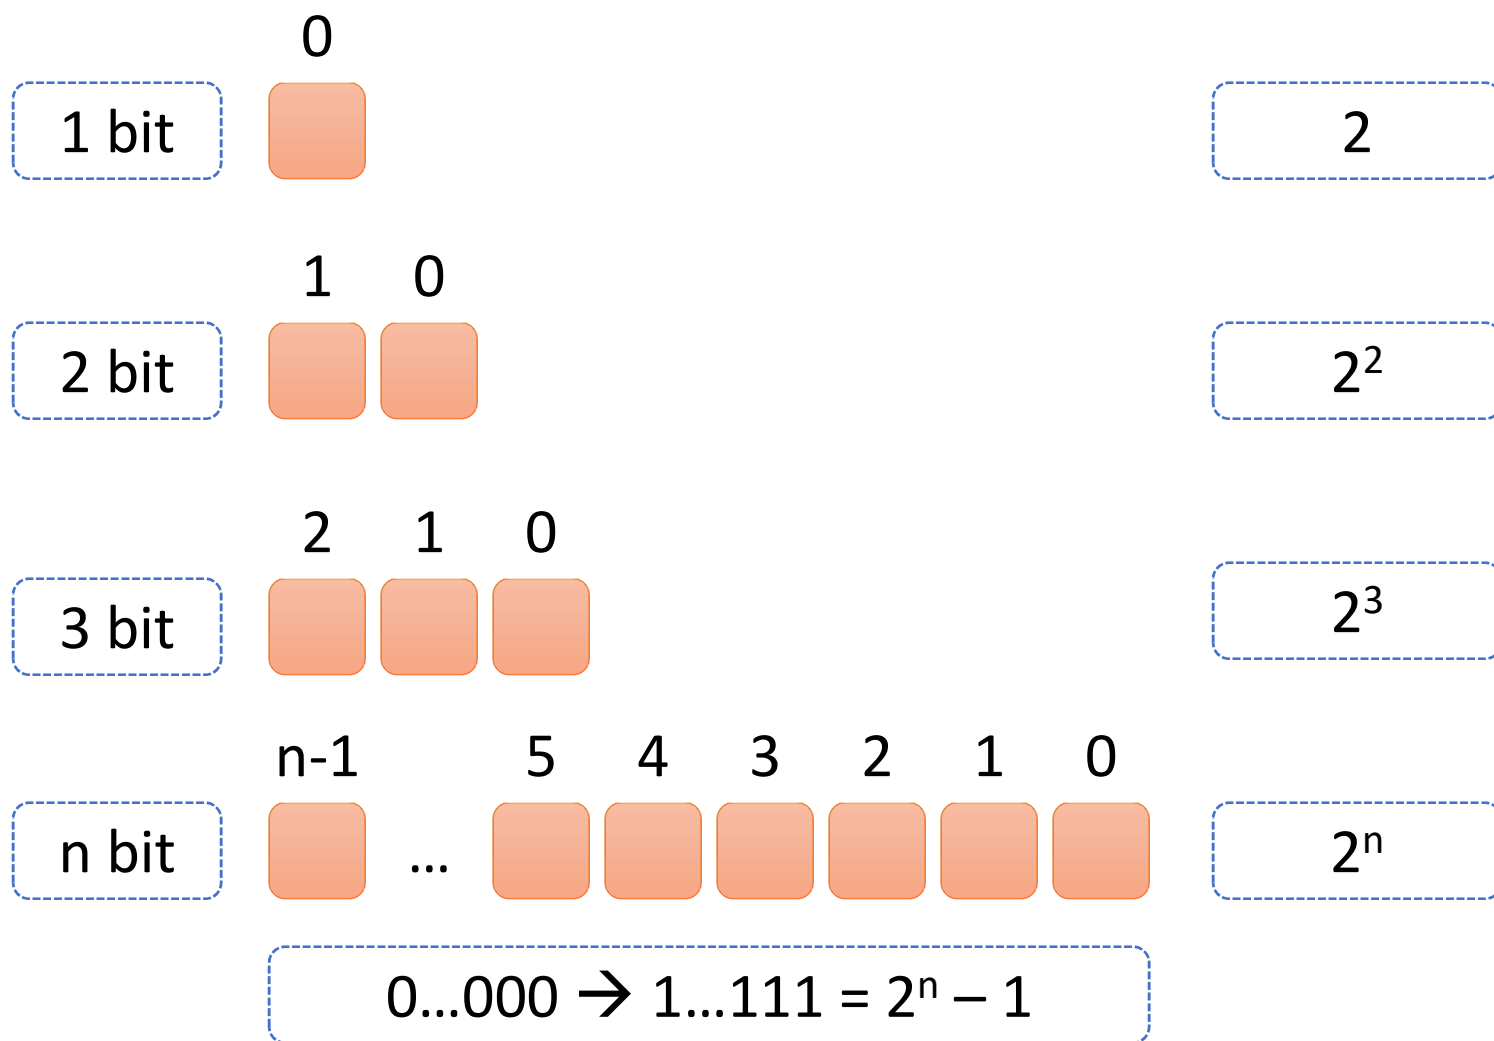 0
1 bit
2
1 0
2 bit
2²
2 1 0
3 bit
2³
n-1 5 4 3 2 1 0
n bit
...
2ⁿ
0...000 → 1...111 = 2ⁿ – 1